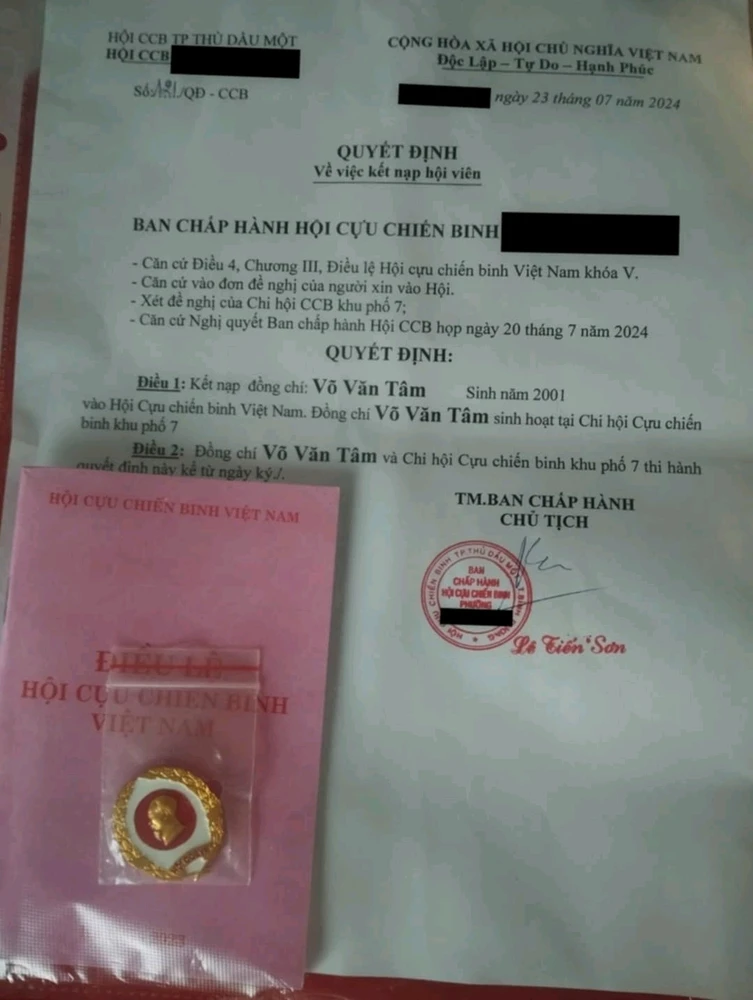 HỘI CCB TP THỦ DẦU MỘT
HỘI CCB
CỘNG HÒA XÃ HỘI CHỦ NGHĨA VIỆT NAM
Độc Lập – Tự Do – Hạnh Phúc
Số: /QĐ - CCB
ngày 23 tháng 07 năm 2024
QUYẾT ĐỊNH
Về việc kết nạp hội viên
BAN CHẤP HÀNH HỘI CỰU CHIẾN BINH
- Căn cứ Điều 4, Chương III, Điều lệ Hội cựu chiến binh Việt Nam khóa V.
- Căn cứ vào đơn đề nghị của người xin vào Hội.
- Xét đề nghị của Chi hội CCB khu phố 7;
- Căn cứ Nghị quyết Ban chấp hành Hội CCB họp ngày 20 tháng 7 năm 2024
QUYẾT ĐỊNH:
Điều 1: Kết nạp đồng chí: Võ Văn Tâm Sinh năm 2001
vào Hội Cựu chiến binh Việt Nam. Đồng chí Võ Văn Tâm sinh hoạt tại Chi hội Cựu chiến
binh khu phố 7
Điều 2: Đồng chí Võ Văn Tâm và Chi hội Cựu chiến binh khu phố 7 thi hành
quyết định này kể từ ngày ký./.
TM.BAN CHẤP HÀNH
CHỦ TỊCH
BAN
CHẤP HÀNH
HỘI CỰU CHIẾN BINH
PHƯỜNG
Lê Tiến Sơn
HỘI CỰU CHIẾN BINH VIỆT NAM
ĐIỀU LỆ
HỘI CỰU CHIẾN BINH
VIỆT NAM